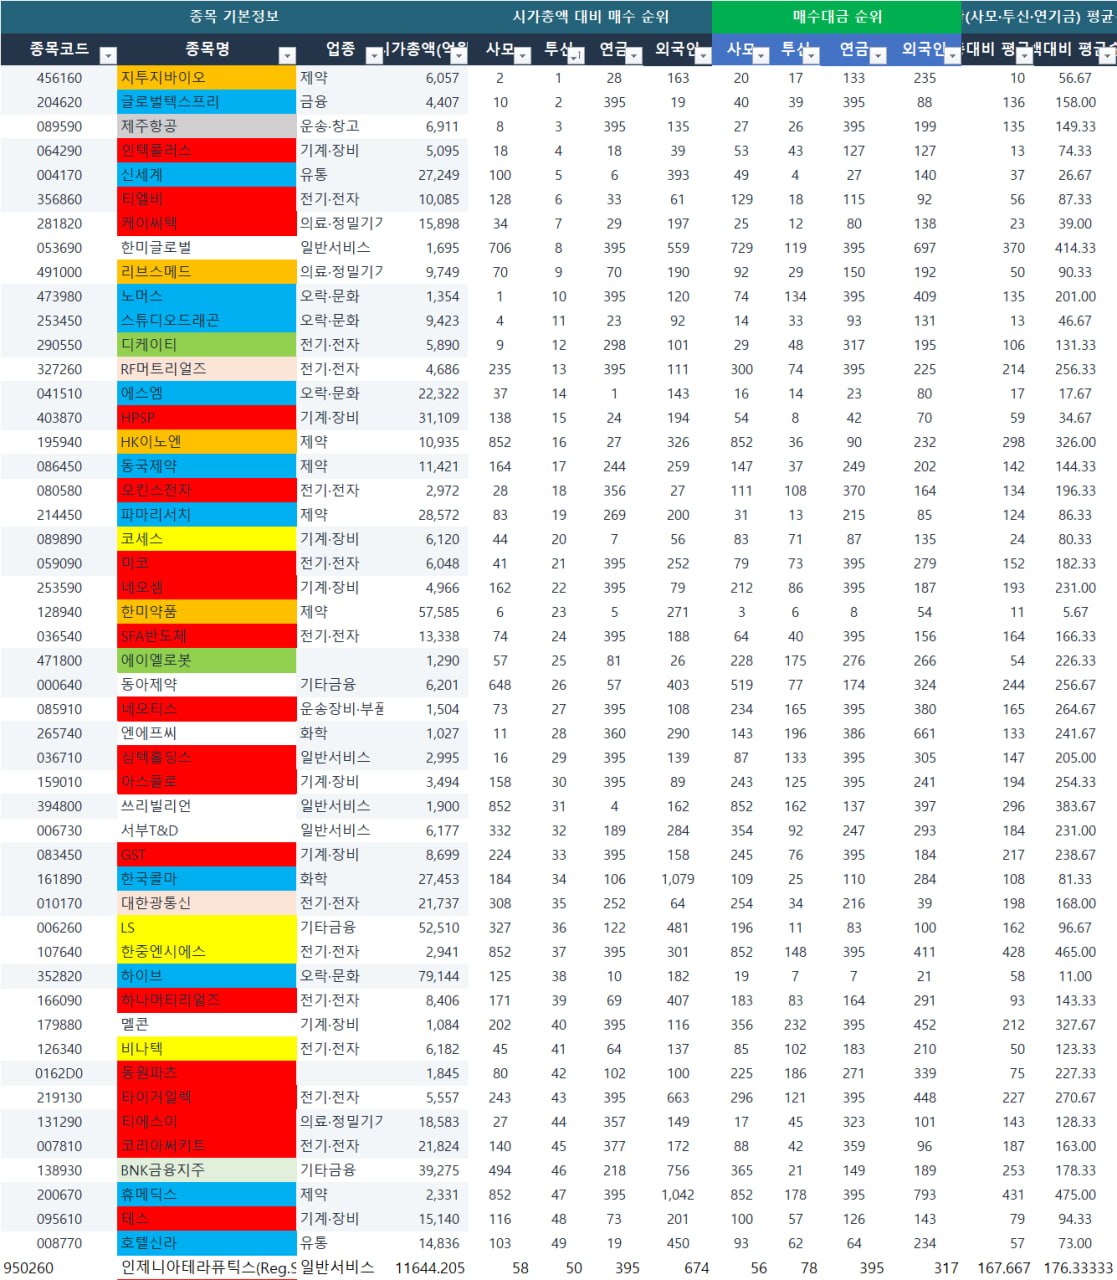 종목 기본정보 시가총액 대비 매수 순위 매수대금 순위 (사모·투신·연기금) 평균
종목코드 종목명 업종 시가총액(억원 사모 투신 연금 외국인 사모 투신 연금 외국인 대비 평균 대비 평균순
456160 지투지바이오 제약 6,057 2 1 28 163 20 17 133 235 10 56.67
204620 글로벌텍스프리 금융 4,407 10 2 395 19 40 39 395 88 136 158.00
089590 제주항공 운송·창고 6,911 8 3 395 135 27 26 395 199 135 149.33
064290 인텍플러스 기계·장비 5,095 18 4 18 39 53 43 127 127 13 74.33
004170 신세계 유통 27,249 100 5 6 393 49 4 27 140 37 26.67
356860 티엘비 전기·전자 10,085 128 6 33 61 129 18 115 92 56 87.33
281820 케이씨텍 의료·정밀기기 15,898 34 7 29 197 25 12 80 138 23 39.00
053690 한미글로벌 일반서비스 1,695 706 8 395 559 729 119 395 697 370 414.33
491000 리브스메드 의료·정밀기기 9,749 70 9 70 190 92 29 150 192 50 90.33
473980 노머스 오락·문화 1,354 1 10 395 120 74 134 395 409 135 201.00
253450 스튜디오드래곤 오락·문화 9,423 4 11 23 92 14 33 93 131 13 46.67
290550 디케이티 전기·전자 5,890 9 12 298 101 29 48 317 195 106 131.33
327260 RF머트리얼즈 전기·전자 4,686 235 13 395 111 300 74 395 225 214 256.33
041510 에스엠 오락·문화 22,322 37 14 1 143 16 14 23 80 17 17.67
403870 HPSP 기계·장비 31,109 138 15 24 194 54 8 42 70 59 34.67
195940 HK이노엔 제약 10,935 852 16 27 326 852 36 90 232 298 326.00
086450 동국제약 제약 11,421 164 17 244 259 147 37 249 202 142 144.33
080580 오킨스전자 전기·전자 2,972 28 18 356 27 111 108 370 164 134 196.33
214450 파마리서치 제약 28,572 83 19 269 200 31 13 215 85 124 86.33
089890 코세스 기계·장비 6,120 44 20 7 56 83 71 87 135 24 80.33
059090 미코 전기·전자 6,048 41 21 395 252 79 73 395 279 152 182.33
253590 네오셈 기계·장비 4,966 162 22 395 79 212 86 395 187 193 231.00
128940 한미약품 제약 57,585 6 23 5 271 3 6 8 54 11 5.67
036540 SFA반도체 전기·전자 13,338 74 24 395 188 64 40 395 156 164 166.33
471800 에이엘로봇 1,290 57 25 81 26 228 175 276 266 54 226.33
000640 동아제약 기타금융 6,201 648 26 57 403 519 77 174 324 244 256.67
085910 네오티스 운송장비·부품 1,504 73 27 395 108 234 165 395 380 165 264.67
265740 엔에프씨 화학 1,027 11 28 360 290 143 196 386 661 133 241.67
036710 심텍홀딩스 일반서비스 2,995 16 29 395 139 87 133 395 305 147 205.00
159010 아스플로 기계·장비 3,494 158 30 395 89 243 125 395 241 194 254.33
394800 쓰리빌리언 일반서비스 1,900 852 31 4 162 852 162 137 397 296 383.67
006730 서부T&D 일반서비스 6,177 332 32 189 284 354 92 247 293 184 231.00
083450 GST 기계·장비 8,699 224 33 395 158 245 76 395 184 217 238.67
161890 한국콜마 화학 27,453 184 34 106 1,079 109 25 110 284 108 81.33
010170 대한광통신 전기·전자 21,737 308 35 252 64 254 34 216 39 198 168.00
006260 LS 기타금융 52,510 327 36 122 481 196 11 83 100 162 96.67
107640 한중엔시에스 전기·전자 2,941 852 37 395 301 852 148 395 411 428 465.00
352820 하이브 오락·문화 79,144 125 38 10 182 19 7 7 21 58 11.00
166090 하나머티리얼즈 전기·전자 8,406 171 39 69 407 183 83 164 291 93 143.33
179880 멜콘 기계·장비 1,084 202 40 395 116 356 232 395 452 212 327.67
126340 비나텍 전기·전자 6,182 45 41 64 137 85 102 183 210 50 123.33
0162D0 동원파츠 1,845 80 42 102 100 225 186 271 339 75 227.33
219130 타이거일렉 전기·전자 5,557 243 43 395 663 296 121 395 448 227 270.67
131290 티에스이 의료·정밀기기 18,583 27 44 357 149 17 45 323 101 143 128.33
007810 코리아써키트 전기·전자 21,824 140 45 377 172 88 42 359 96 187 163.00
138930 BNK금융지주 기타금융 39,275 494 46 218 756 365 21 149 189 253 178.33
200670 휴메딕스 제약 2,331 852 47 395 1,042 852 178 395 793 431 475.00
095610 테스 기계·장비 15,140 116 48 73 201 100 57 126 143 79 94.33
008770 호텔신라 유통 14,836 103 49 19 450 93 62 64 234 57 73.00
950260 인제니아테라퓨틱스(Reg.S 일반서비스 11644.205 58 50 395 674 56 78 395 317 167.667 176.33333